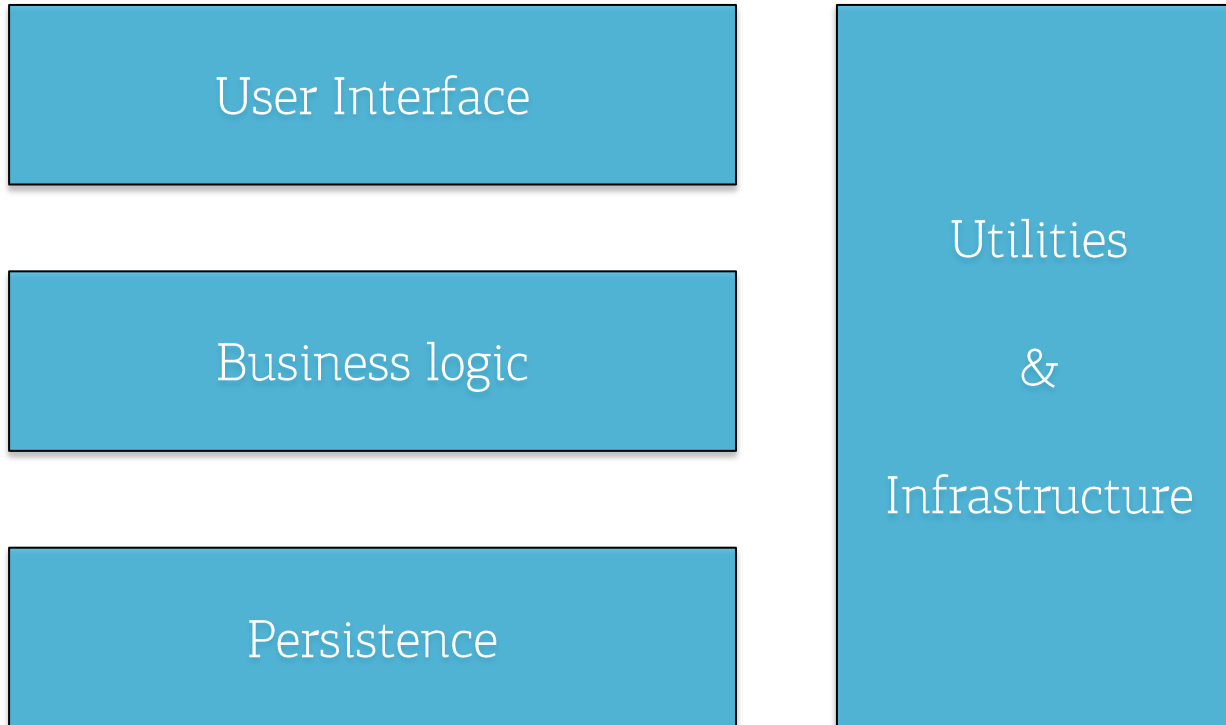 User Interface
Business logic
Persistence
Utilities
&
Infrastructure